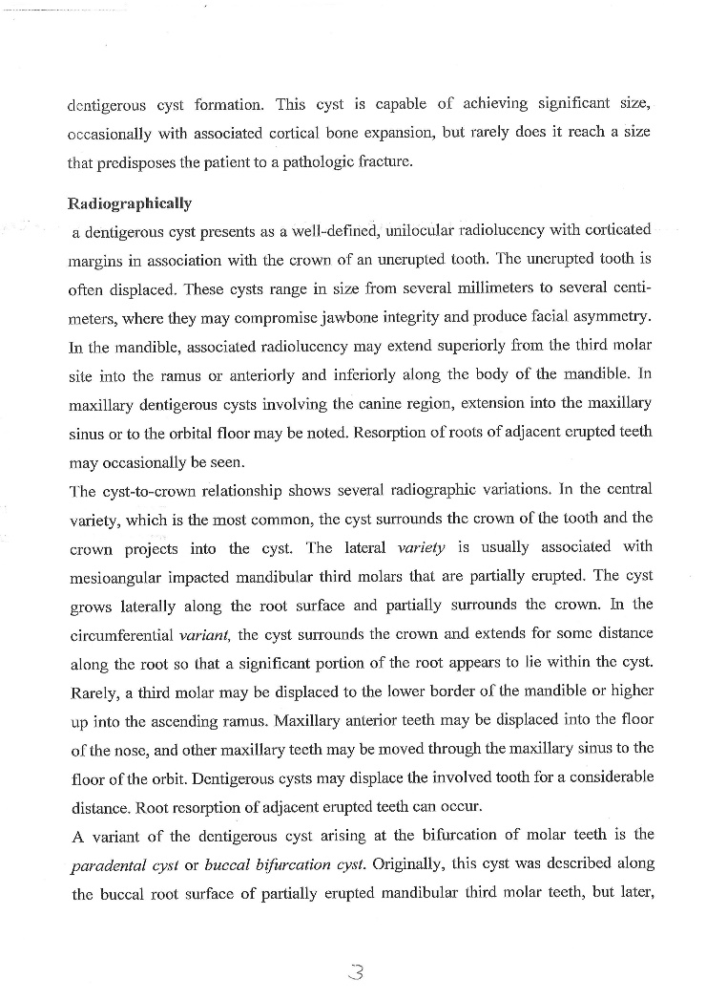 dentigerous cyst formation. This cyst is capable of achieving significant size,
occasionally with associated cortical bone expansion, but rarely does it reach a size
that predisposes the patient to a pathologic fracture.
Radiographically
a dentigerous cyst presents as a well-defined, unilocular radiolucency with corticated
margins in association with the crown of an unerupted tooth. The unerupted tooth is
often displaced. These cysts range in size from several millimeters to several centi-
meters, where they may compromise jawbone integrity and produce facial asymmetry.
In the mandible, associated radiolucency may extend superiorly from the third molar
site into the ramus or anteriorly and inferiorly along the body of the mandible. In
maxillary dentigerous cysts involving the canine region, extension into the maxillary
sinus or to the orbital floor may be noted. Resorption of roots of adjacent erupted teeth
may occasionally be seen.
The cyst-to-crown relationship shows several radiographic variations. In the central
variety, which is the most common, the cyst surrounds the crown of the tooth and the
crown projects into the cyst. The lateral variety is usually associated with
mesioangular impacted mandibular third molars that are partially erupted. The cyst
grows laterally along the root surface and partially surrounds the crown. In the
circumferential variant, the cyst surrounds the crown and extends for some distance
along the root so that a significant portion of the root appears to lie within the cyst.
Rarely, a third molar may be displaced to the lower border of the mandible or higher
up into the ascending ramus. Maxillary anterior teeth may be displaced into the floor
of the nose, and other maxillary teeth may be moved through the maxillary sinus to the
floor of the orbit. Dentigerous cysts may displace the involved tooth for a considerable
distance. Root resorption of adjacent erupted teeth can occur.
A variant of the dentigerous cyst arising at the bifurcation of molar teeth is the
paradental cyst or buccal bifurcation cyst. Originally, this cyst was described along
the buccal root surface of partially erupted mandibular third molar teeth, but later,
3